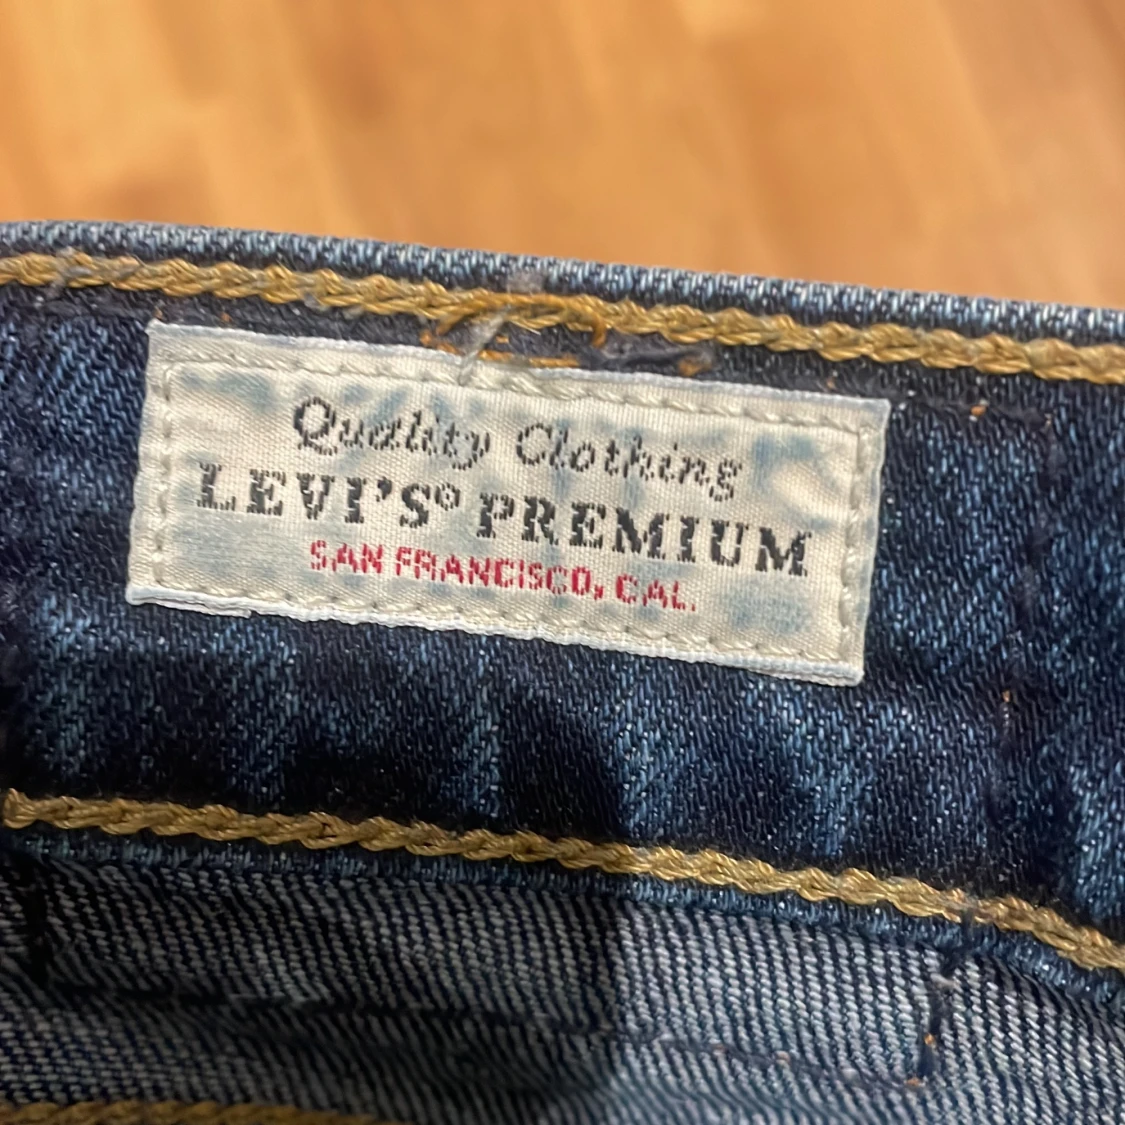 Quality Clothing
LEVI'S® PREMIUM
SAN FRANCISCO, CAL.